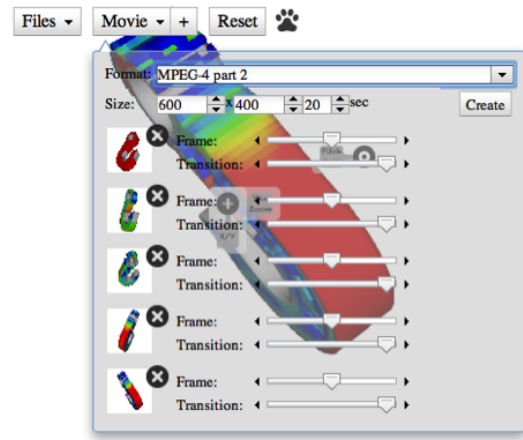 Files Movie + Reset
Format: MPEG-4 part 2
Size: 600 x 400 20 sec Create
Frame:
Transition:
Frame:
Transition:
Frame:
Transition:
Frame:
Transition:
Frame:
Transition:
Zoom
X/Y